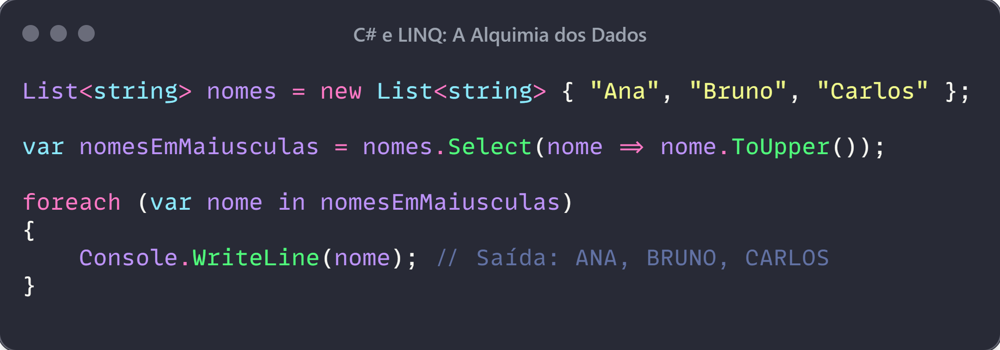 C# e LINQ: A Alquimia dos Dados
List<string> nomes = new List<string> { "Ana", "Bruno", "Carlos" };
var nomesEmMaiusculas = nomes.Select(nome => nome.ToUpper());
foreach (var nome in nomesEmMaiusculas)
{
    Console.WriteLine(nome); // Saída: ANA, BRUNO, CARLOS
}